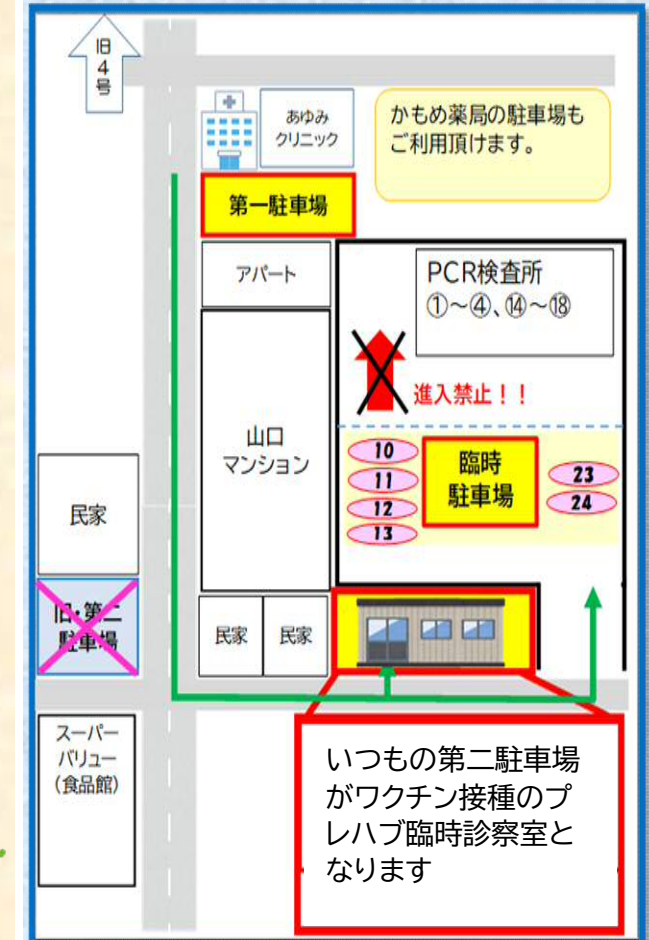 旧
4
号
あゆみ
クリニック
かもめ薬局の駐車場も
ご利用頂けます。
第一駐車場
アパート
PCR検査所
①～④、⑭～⑱
進入禁止！！
山口
マンション
10
11
12
13
臨時
駐車場
23
24
民家
旧・第二
駐車場
民家
民家
スーパー
バリュー
(食品館)
いつもの第二駐車場
がワクチン接種のプ
レハブ臨時診察室と
なります